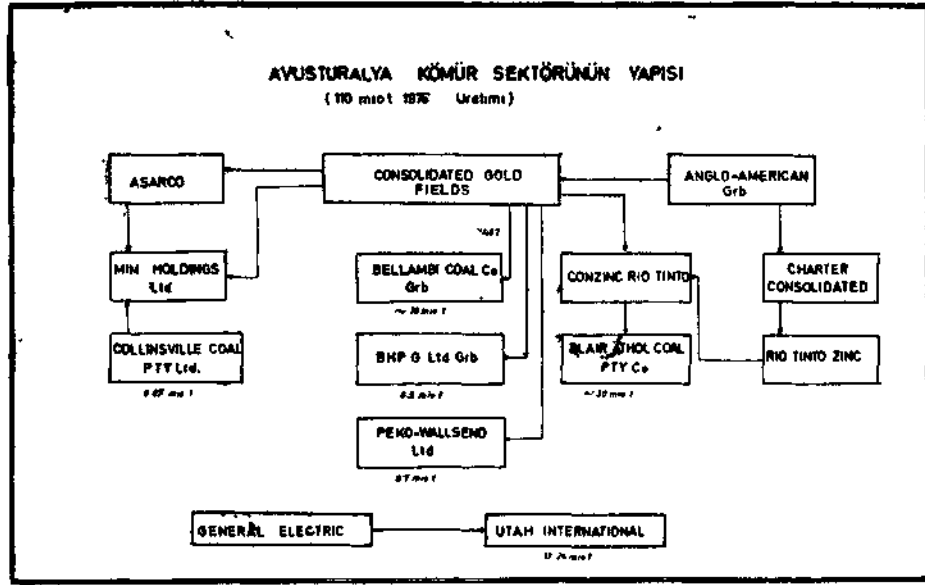 AVUSTURALYA KÖMÜR SEKTÖRÜNÜN YAPISI
(110 miot 1976 Üretimi)
ASARCO
CONSOLIDATED GOLD
FIELDS
ANGLO-AMERICAN
Grb
MIM HOLDINGS
Ltd
BELLAMBI COAL Co
Grb
CONZINC RIO TINTO
CHARTER
CONSOLIDATED
COLLINSVILLE COAL
PTY Ltd.
BHP G Ltd Grb
BLAIR ATHOL COAL
PTY Co
RIO TINTO ZINC
PEKO-WALLSEND
Ltd
GENERAL ELECTRIC
UTAH INTERNATIONAL